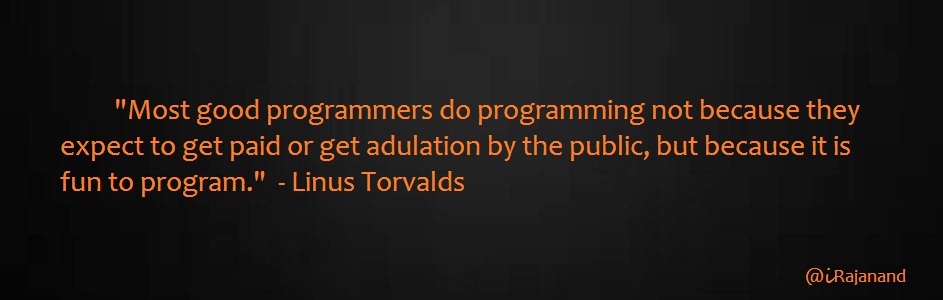 "Most good programmers do programming not because they
expect to get paid or get adulation by the public, but because it is
fun to program."  - Linus Torvalds
@iRajanand